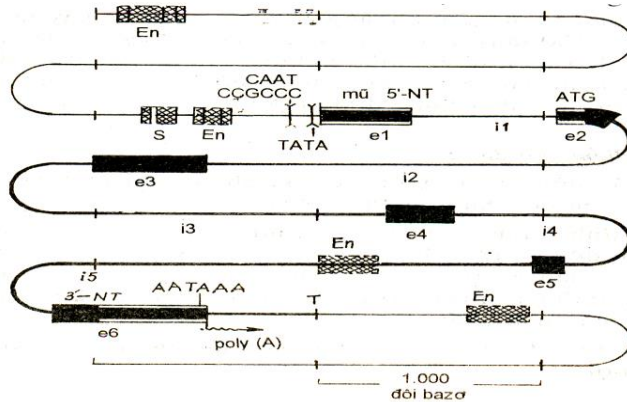 En
CAAT
CCGCCC
mũ 5'-NT
ATG
S
En
TATA
e1
i1
e2
e3
i2
i3
e4
i4
En
i5
e5
3'-NT
AATAAA
T
En
e6
poly (A)
1.000
đôi bazơ